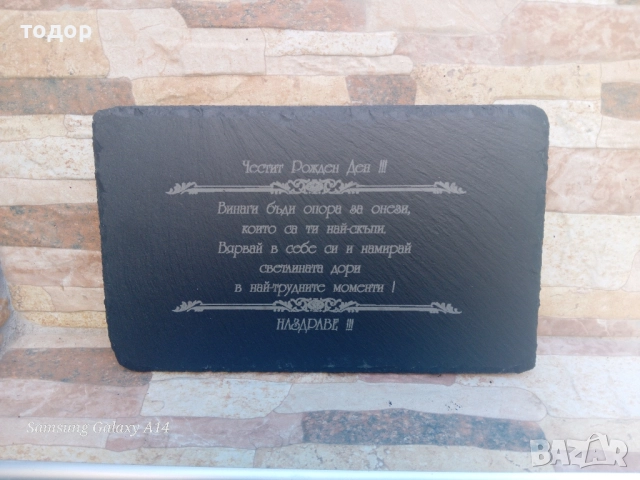 тодор
Честит Рожден Ден !!!
Винаги бъди опора за онези,
които са ти най-скъпи.
Вярвай в себе си и намирай
светлината дори
в най-трудните моменти !
НАЗДРАВЕ !!!
Samsung Galaxy A14
BAZAR